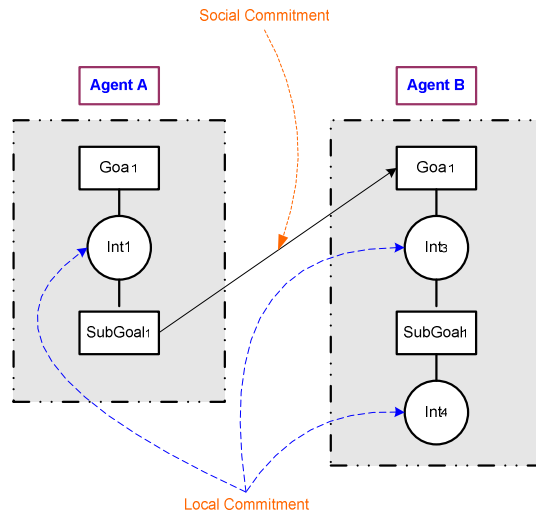 Social Commitment
Agent A
Agent B
Goa1
Goa1
Int1
Int3
SubGoal1
SubGoal1
Int4
Local Commitment